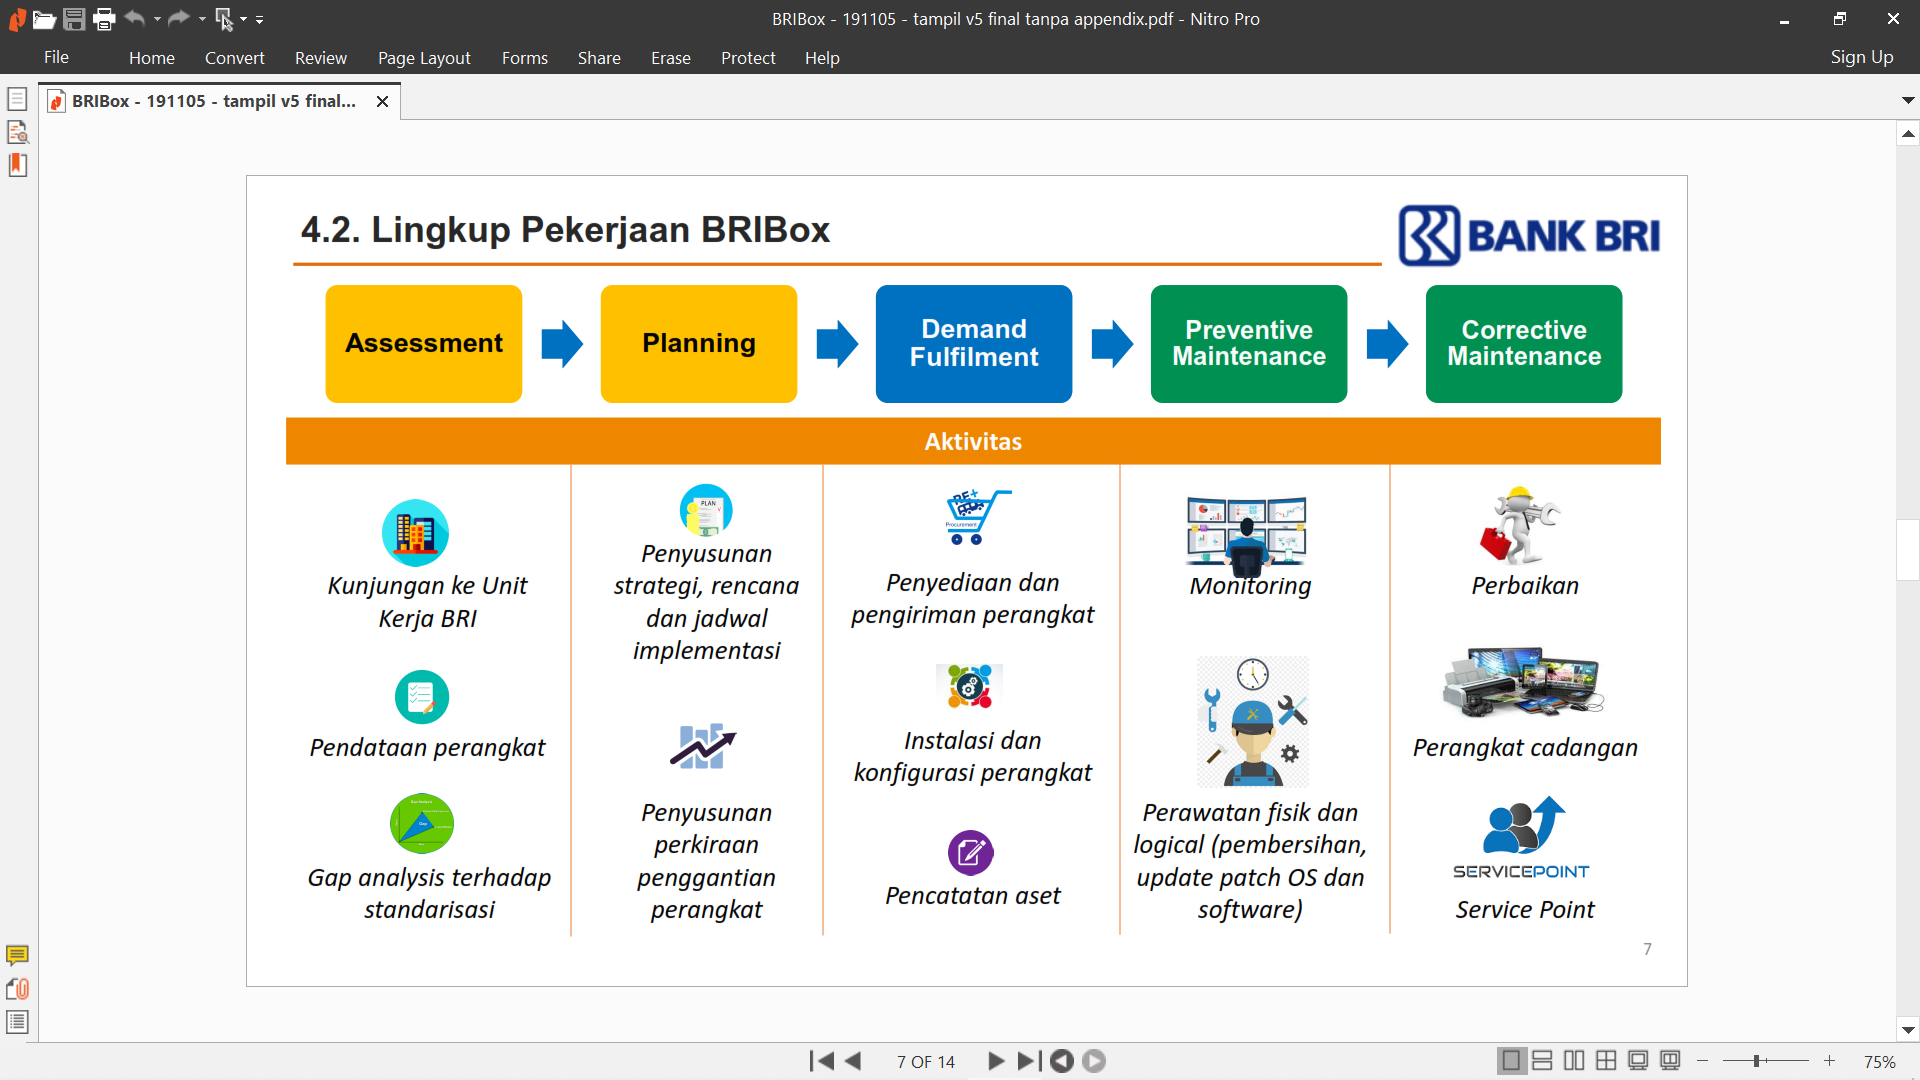 BRIBox - 191105 - tampil v5 final tanpa appendix.pdf - Nitro Pro
File
Home
Convert
Review
Page Layout
Forms
Share
Erase
Protect
Help
Sign Up
BRIBox - 191105 - tampil v5 final...
4.2. Lingkup Pekerjaan BRIBox
BANK BRI
Assessment
Planning
Demand
Fulfilment
Preventive
Maintenance
Corrective
Maintenance
Aktivitas
Kunjungan ke Unit
Kerja BRI
Pendataan perangkat
Gap analysis terhadap
standarisasi
PLAN
Penyusunan
strategi, rencana
dan jadwal
implementasi
Penyusunan
perkiraan
penggantian
perangkat
RE+
Procurement
Penyediaan dan
pengiriman perangkat
Instalasi dan
konfigurasi perangkat
Pencatatan aset
Monitoring
Perawatan fisik dan
logical (pembersihan,
update patch OS dan
software)
Perbaikan
Perangkat cadangan
SERVICEPOINT
Service Point
7
7 OF 14
75%